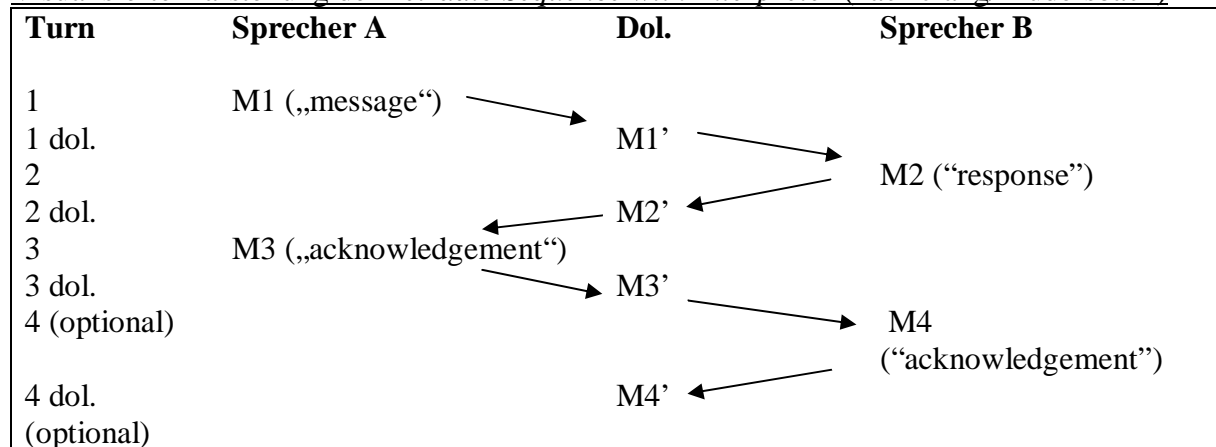 Turn Sprecher A Dol. Sprecher B
1 M1 („message“)
1 dol. M1’
2 M2 (“response”)
2 dol. M2’
3 M3 („acknowledgement“)
3 dol. M3’
4 (optional) M4
(“acknowledgement”)
4 dol. M4’
(optional)